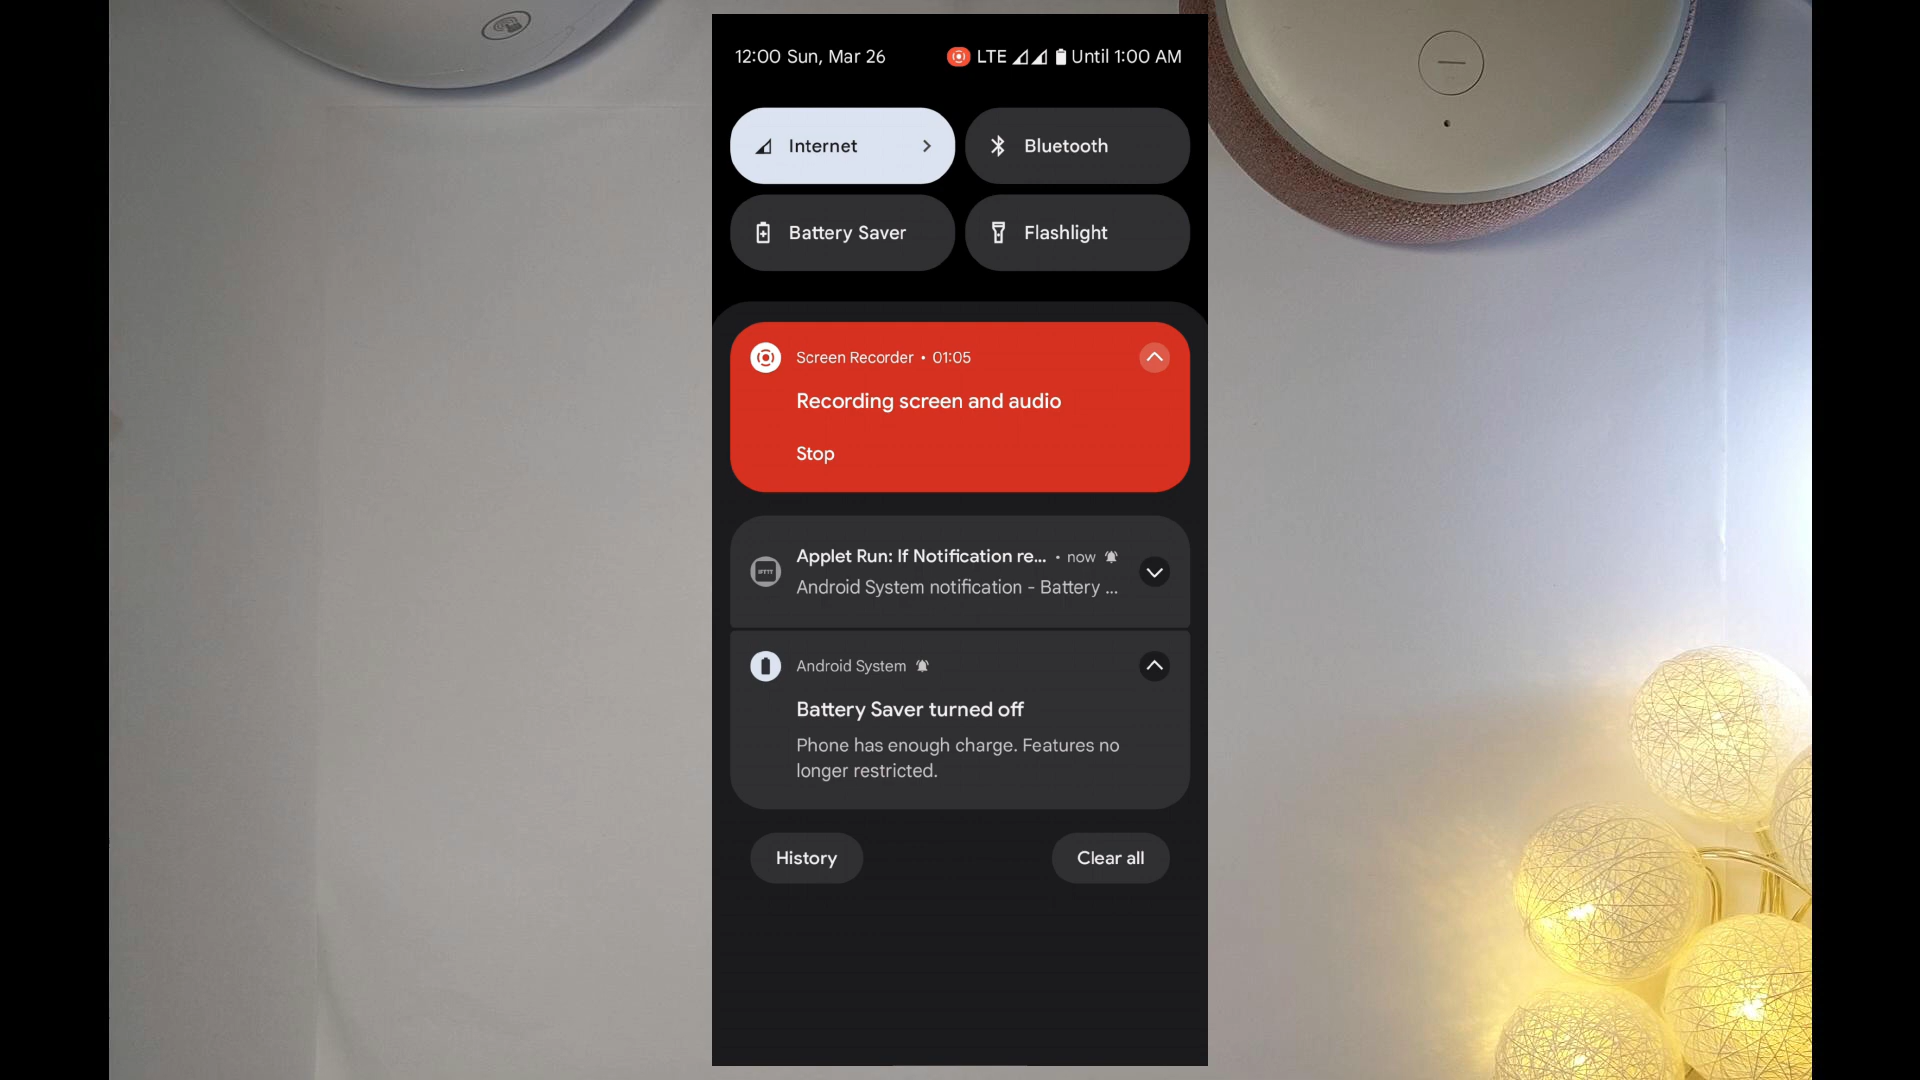 12:00 Sun, Mar 26 LTE Until 1:00 AM
Internet
Bluetooth
Battery Saver
Flashlight
Screen Recorder • 01:05
Recording screen and audio
Stop
Applet Run: If Notification re... • now
IFTTT
Android System notification - Battery ...
Android System
Battery Saver turned off
Phone has enough charge. Features no
longer restricted.
History
Clear all